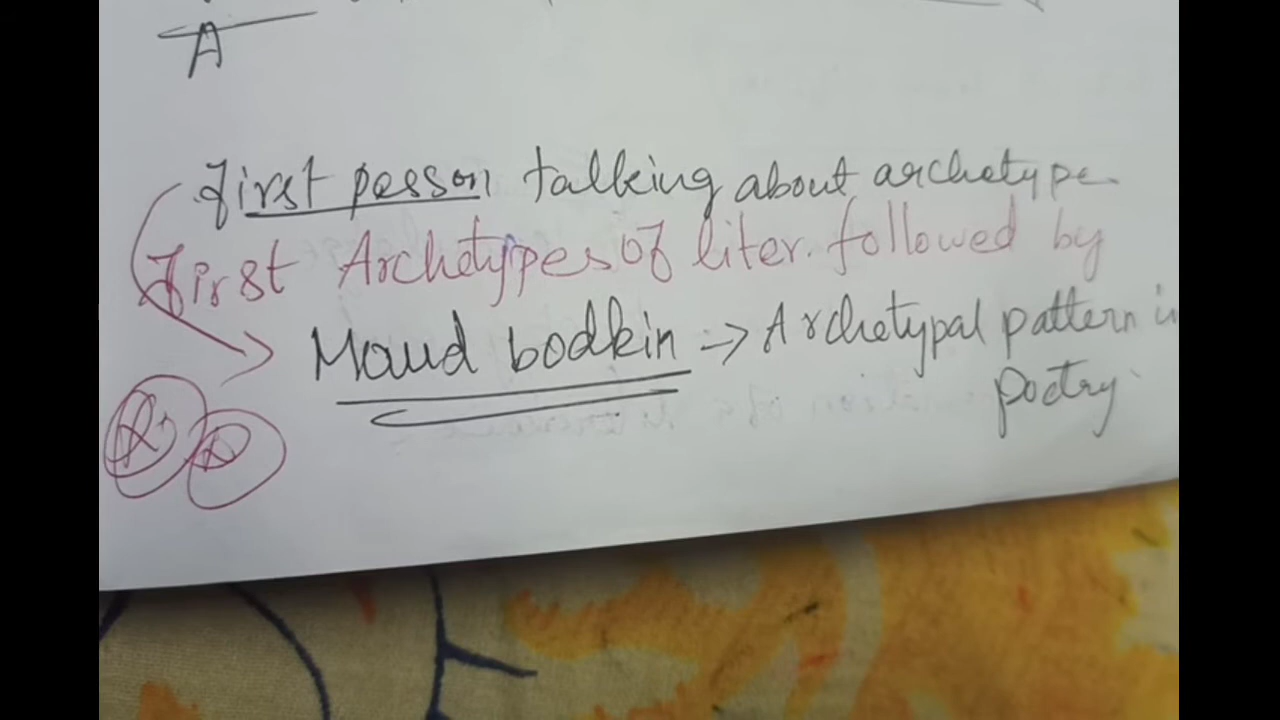 A
First person talking about archetype
First Archetypes of liter. followed by
Maud bodkin => Archetypal pattern in
poetry